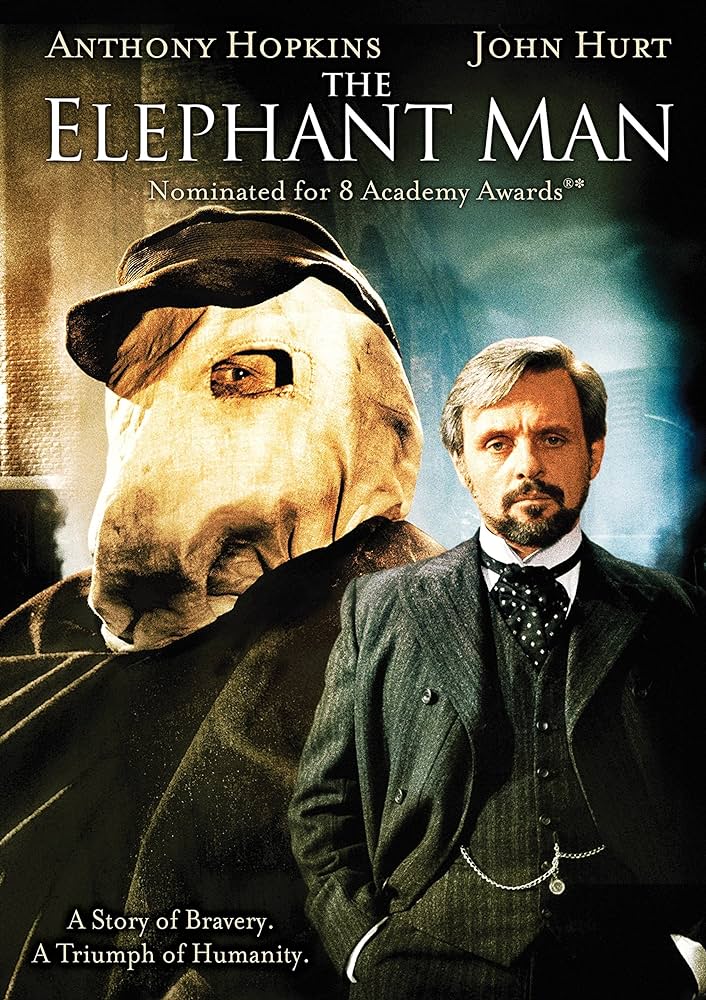 ANTHONY HOPKINS JOHN HURT
THE
ELEPHANT MAN
Nominated for 8 Academy Awards®*
A Story of Bravery.
A Triumph of Humanity.